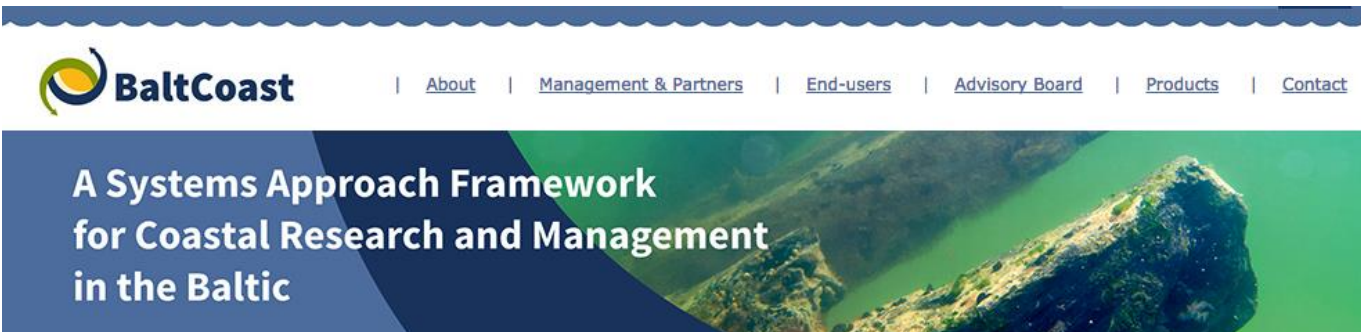 BaltCoast | About | Management & Partners | End-users | Advisory Board | Products | Contact
A Systems Approach Framework
for Coastal Research and Management
in the Baltic